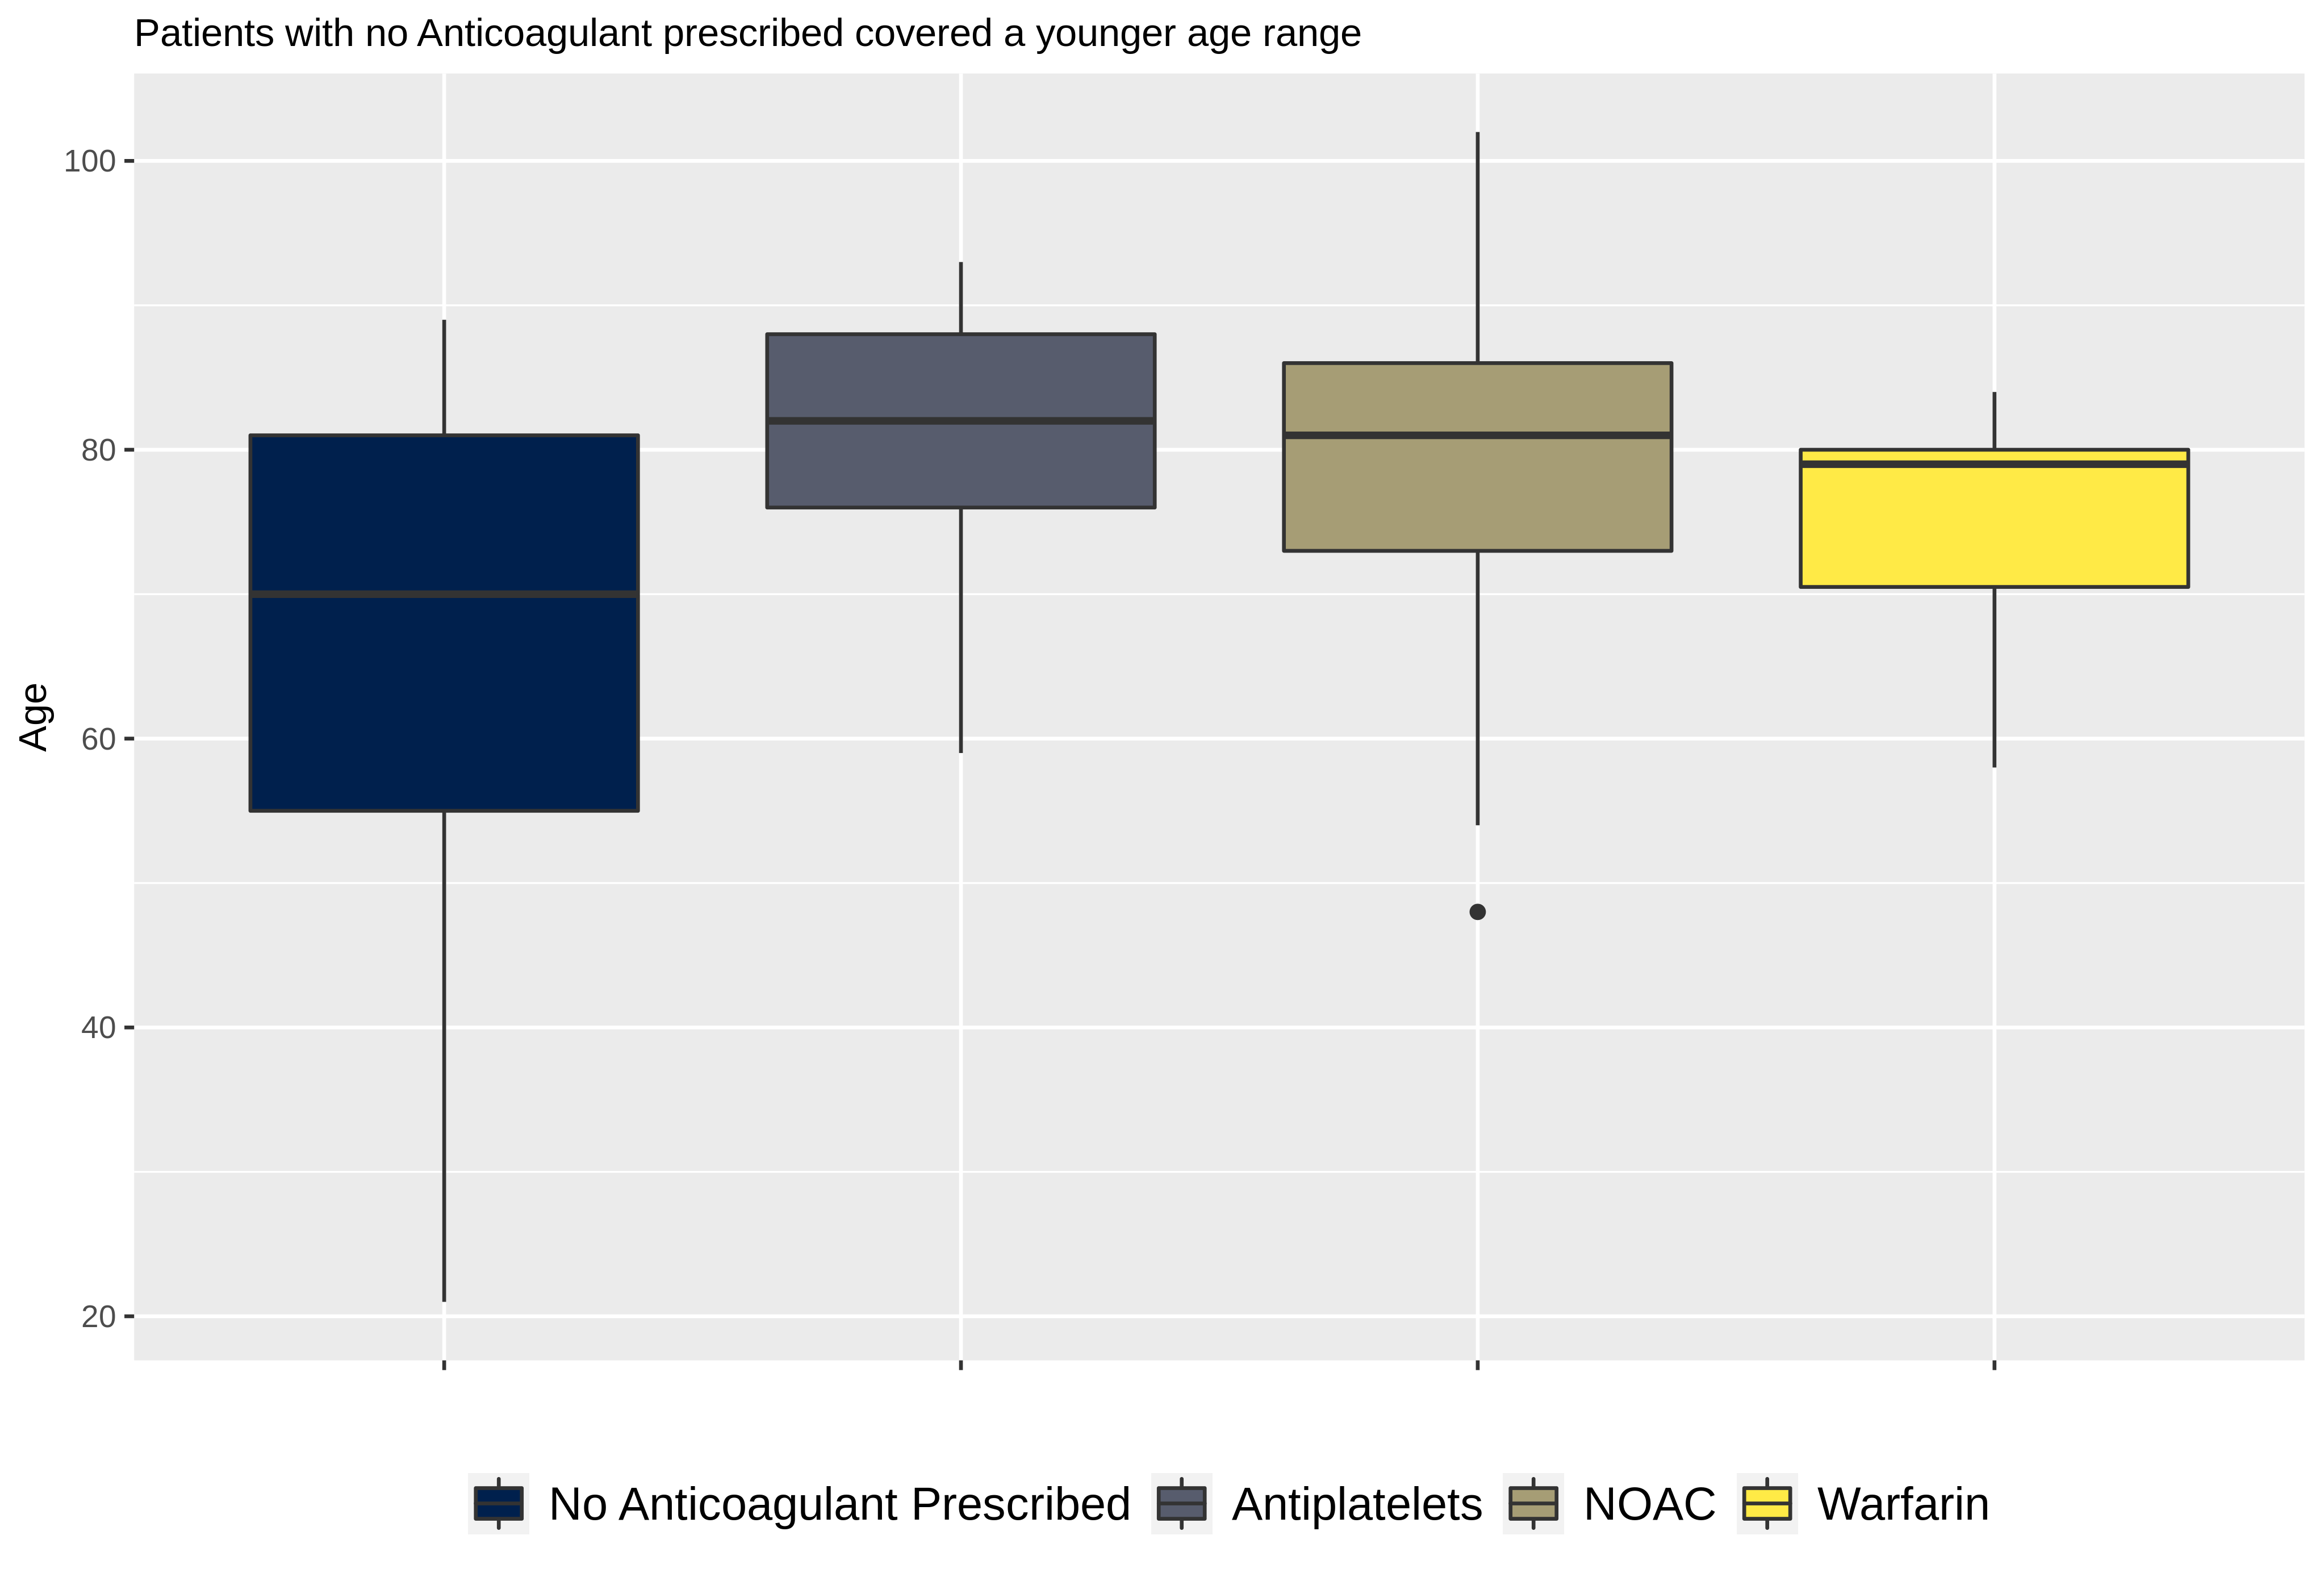 Patients with no Anticoagulant prescribed covered a younger age range
100
80
60
40
20
Age
No Anticoagulant Prescribed Antiplatelets NOAC Warfarin